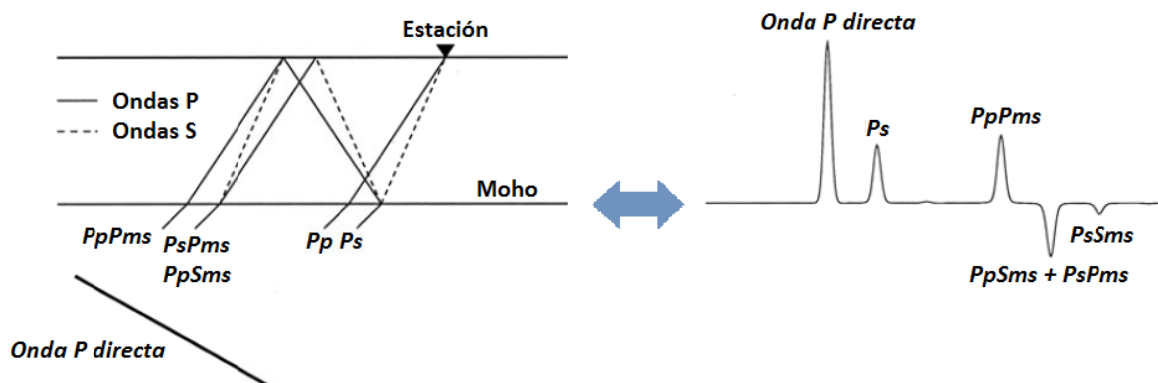 Estación
Ondas P
Ondas S
Moho
PpPms
PsPms
PpSms
Pp Ps
Onda P directa
Onda P directa
Ps
PpPms
PsSms
PpSms + PsPms